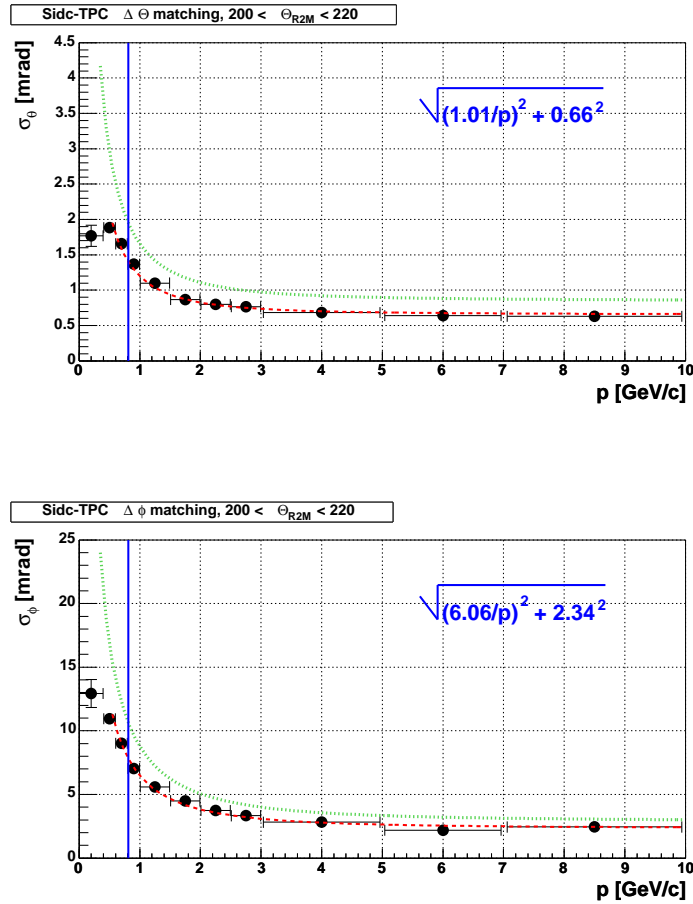 Sidc-TPC Δ Θ matching, 200 < Θ_R2M < 220
σ_θ [mrad]
4.5
4
3.5
3
2.5
2
1.5
1
0.5
0
√(1.01/p)² + 0.66²
0 1 2 3 4 5 6 7 8 9 10
p [GeV/c]
Sidc-TPC Δ ϕ matching, 200 < Θ_R2M < 220
σ_ϕ [mrad]
25
20
15
10
5
0
√(6.06/p)² + 2.34²
0 1 2 3 4 5 6 7 8 9 10
p [GeV/c]